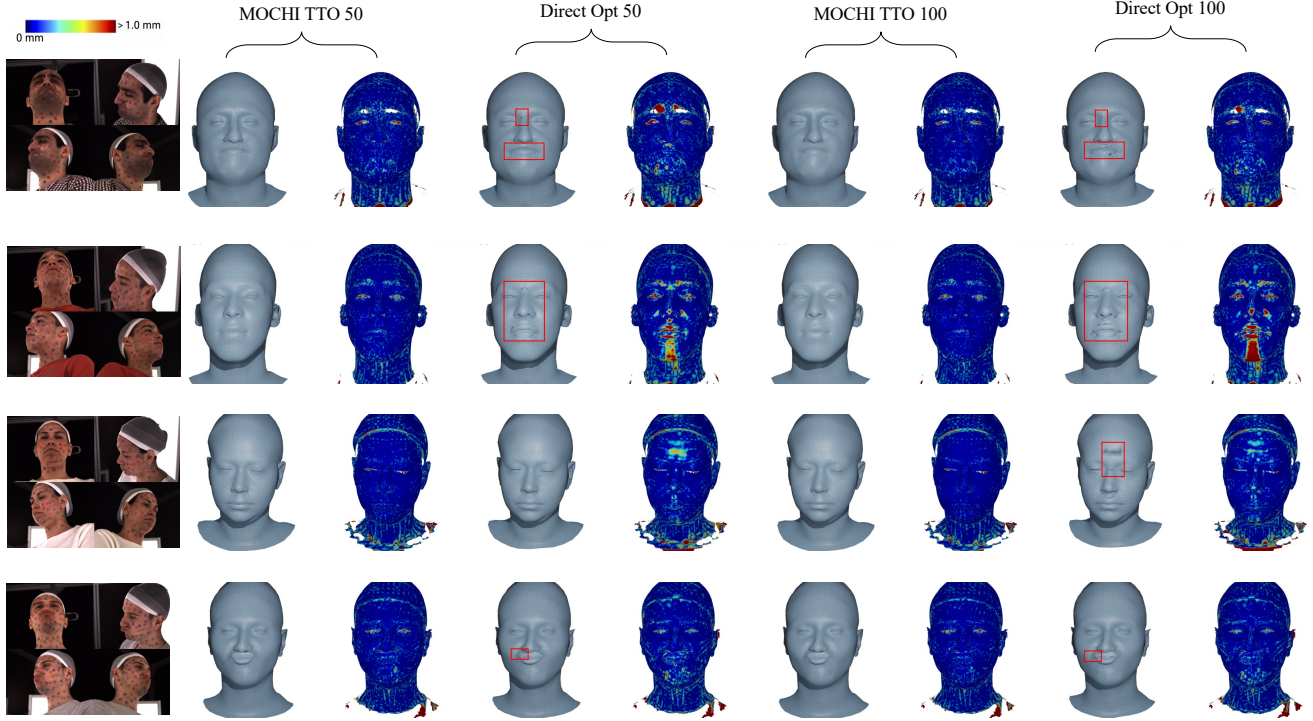 MOCHI TTO 50
Direct Opt 50
MOCHI TTO 100
Direct Opt 100
> 1.0 mm
0 mm